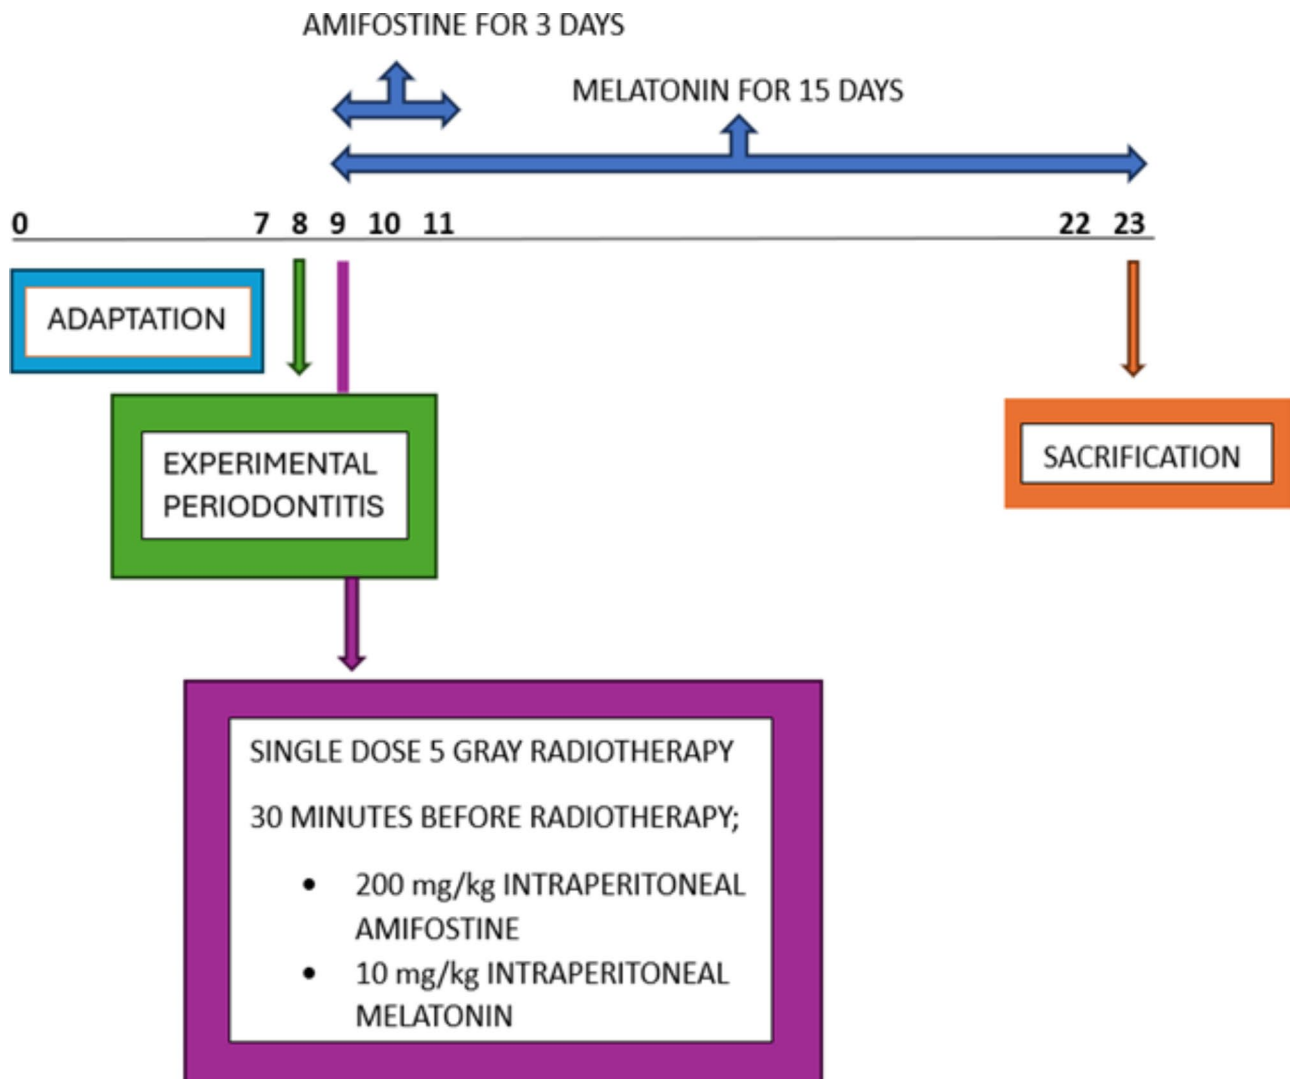 AMIFOSTINE FOR 3 DAYS
MELATONIN FOR 15 DAYS
0 7 8 9 10 11 22 23
ADAPTATION
EXPERIMENTAL
PERIODONTITIS
SACRIFICATION
SINGLE DOSE 5 GRAY RADIOTHERAPY
30 MINUTES BEFORE RADIOTHERAPY;
• 200 mg/kg INTRAPERITONEAL
AMIFOSTINE
• 10 mg/kg INTRAPERITONEAL
MELATONIN